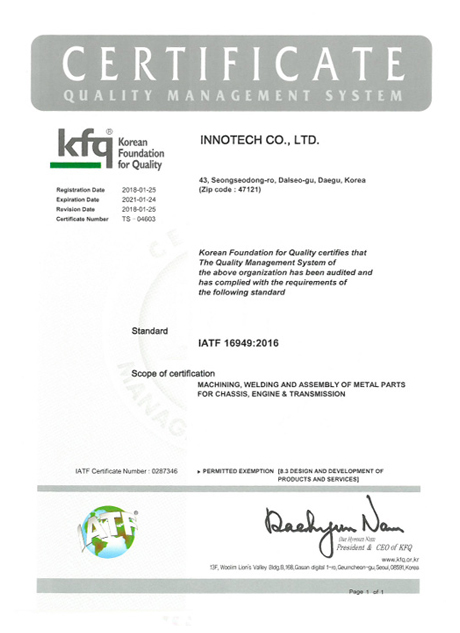 CERTIFICATE
QUALITY MANAGEMENT SYSTEM
kfq® Korean
Foundation
for Quality
INNOTECH CO., LTD.
43, Seongseodong-ro, Dalseo-gu, Daegu, Korea
(Zip code : 47121)
Registration Date 2018-01-25
Expiration Date 2021-01-24
Revision Date 2018-01-25
Certificate Number TS - 04603
Korean Foundation for Quality certifies that
The Quality Management System of
the above organization has been audited and
has complied with the requirements of
the following standard
Standard
IATF 16949:2016
Scope of certification
MACHINING, WELDING AND ASSEMBLY OF METAL PARTS
FOR CHASSIS, ENGINE & TRANSMISSION
IATF Certificate Number : 0287346
▸ PERMITTED EXEMPTION [8.3 DESIGN AND DEVELOPMENT OF
PRODUCTS AND SERVICES]
IATF®
Daehyun Nam
Dae Hyeun Nam
President & CEO of KFQ
www.kfq.or.kr
13F, Woolim Lion's Valley Bldg.B, 168, Gasan digital 1-ro, Geumcheon-gu, Seoul, 08591, Korea
Page 1 of 1